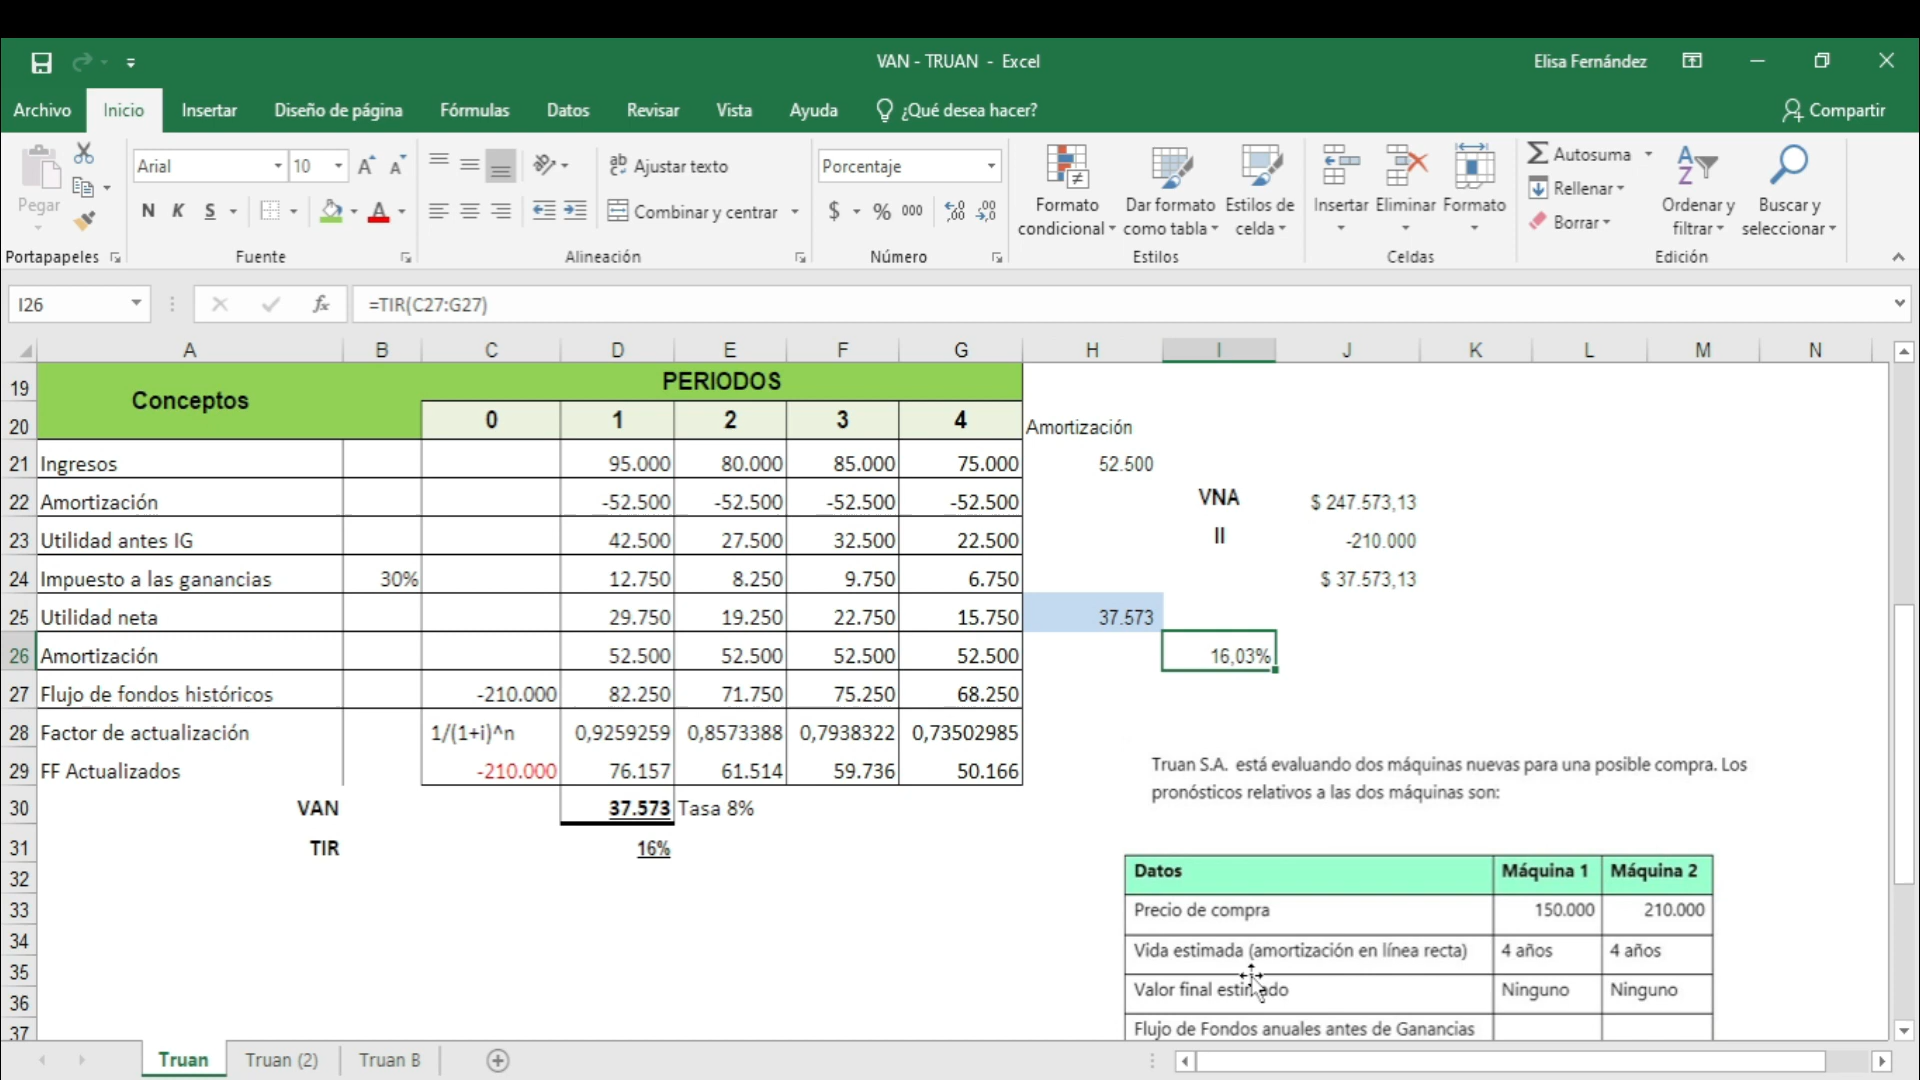 VAN - TRUAN - Excel
Elisa Fernández
Archivo Inicio Insertar Diseño de página Fórmulas Datos Revisar Vista Ayuda ¿Qué desea hacer? Compartir
Pegar
Portapapeles
Arial 10
N K S
Fuente
Ajustar texto
Combinar y centrar
Alineación
Porcentaje
$ % 000
Número
Formato condicional
Dar formato como tabla
Estilos de celda
Estilos
Insertar Eliminar Formato
Celdas
Autosuma
Rellenar
Borrar
Ordenar y filtrar
Buscar y seleccionar
Edición
I26 fx =TIR(C27:G27)
A B C D E F G H I J K L M N
19 Conceptos PERIODOS
20 0 1 2 3 4 Amortización
21 Ingresos 95.000 80.000 85.000 75.000 52.500
22 Amortización -52.500 -52.500 -52.500 -52.500 VNA $ 247.573,13
23 Utilidad antes IG 42.500 27.500 32.500 22.500 II -210.000
24 Impuesto a las ganancias 30% 12.750 8.250 9.750 6.750 $ 37.573,13
25 Utilidad neta 29.750 19.250 22.750 15.750 37.573
26 Amortización 52.500 52.500 52.500 52.500 16,03%
27 Flujo de fondos históricos -210.000 82.250 71.750 75.250 68.250
28 Factor de actualización 1/(1+i)^n 0,9259259 0,8573388 0,7938322 0,73502985
29 FF Actualizados -210.000 76.157 61.514 59.736 50.166
30 VAN 37.573 Tasa 8%
31 TIR 16%
32
33
34
35
36
37
Truan S.A. está evaluando dos máquinas nuevas para una posible compra. Los
pronósticos relativos a las dos máquinas son:
Datos Máquina 1 Máquina 2
Precio de compra 150.000 210.000
Vida estimada (amortización en línea recta) 4 años 4 años
Valor final estimado Ninguno Ninguno
Flujo de Fondos anuales antes de Ganancias
Truan Truan (2) Truan B